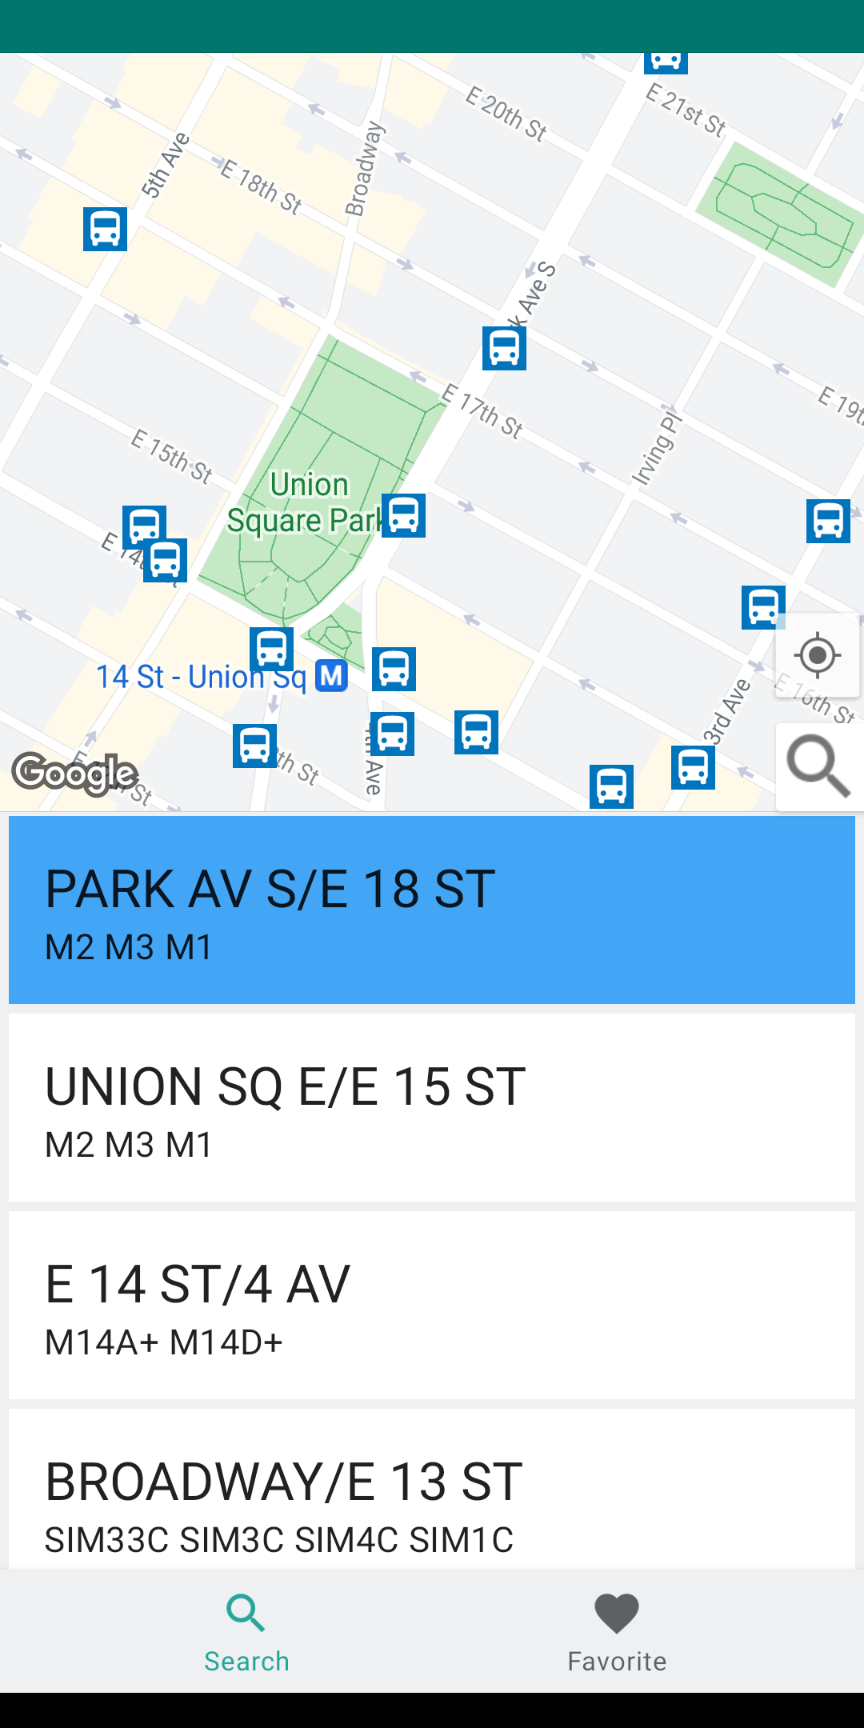 E 20th St
E 21st St
5th Ave
Broadway
E 18th St
k Ave S
E 17th St
E 19t
Irving Pl
E 15th St
Union
Square Park
E 14
14 St - Union Sq M
3rd Ave
E 16th St
th St
4th Ave
Google
PARK AV S/E 18 ST
M2 M3 M1
UNION SQ E/E 15 ST
M2 M3 M1
E 14 ST/4 AV
M14A+ M14D+
BROADWAY/E 13 ST
SIM33C SIM3C SIM4C SIM1C
Search
Favorite